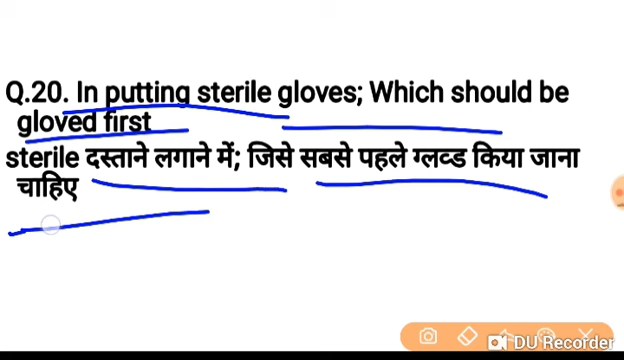 Q.20. In putting sterile gloves; Which should be
gloved first
sterile दस्ताने लगाने में; जिसे सबसे पहले ग्लव्ड किया जाना
चाहिए
DU Recorder